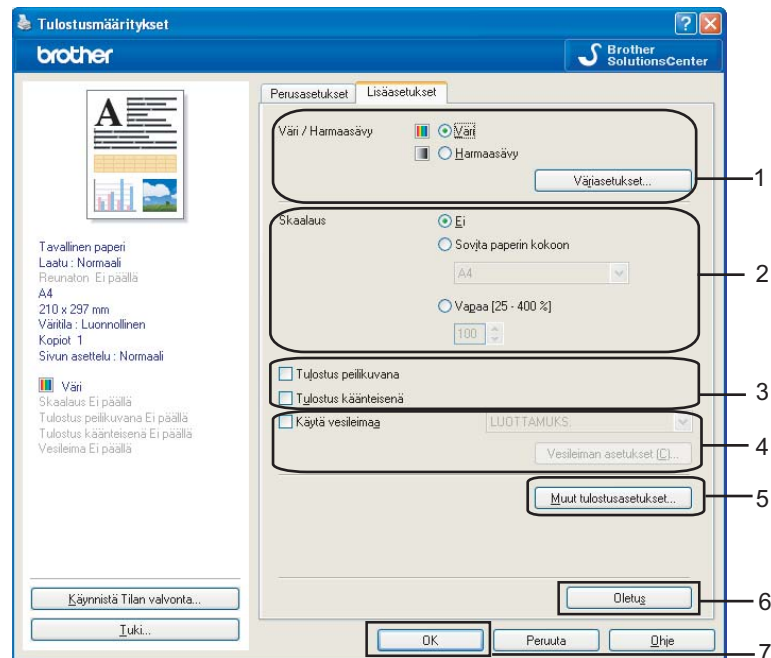 Tulostusmääritykset
brother
Brother
SolutionsCenter
Perusasetukset Lisäasetukset
A
Tavallinen paperi
Laatu : Normaali
Reunaton Ei päällä
A4
210 x 297 mm
Väritila : Luonnollinen
Kopiot 1
Sivun asettelu : Normaali
Väri
Skaalaus Ei päällä
Tulostus peilikuvana Ei päällä
Tulostus käänteisenä Ei päällä
Vesileima Ei päällä
Käynnistä Tilan valvonta...
Tuki...
Väri / Harmaasävy
Väri
Harmaasävy
Väriasetukset...
1
Skaalaus
Ei
Sovita paperin kokoon
A4
Vapaa [25 - 400 %]
100
2
Tulostus peilikuvana
Tulostus käänteisenä
3
Käytä vesileimaa LUOTTAMUKS.
Vesileiman asetukset (C)...
4
Muut tulostusasetukset...
5
Oletus
6
OK Peruuta Ohje
7